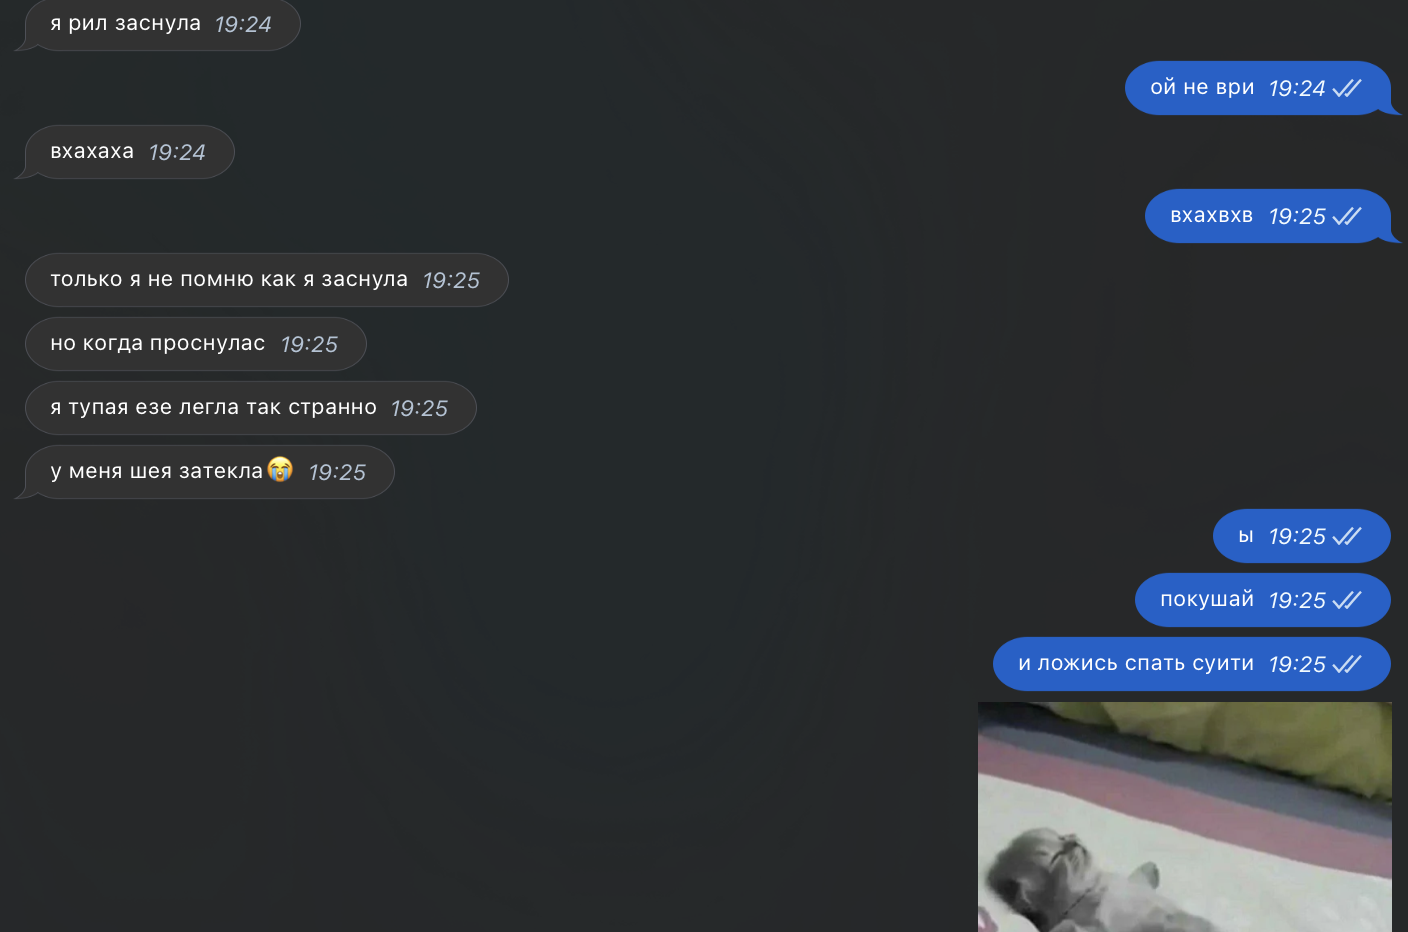 я рил заснула 19:24
ой не ври 19:24
вхахаха 19:24
вхахвхв 19:25
только я не помню как я заснула 19:25
но когда проснулас 19:25
я тупая езе легла так странно 19:25
у меня шея затекла😭 19:25
ы 19:25
покушай 19:25
и ложись спать суити 19:25